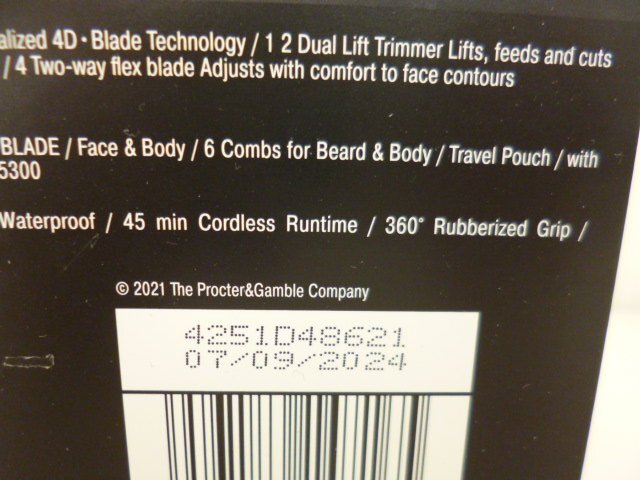 alized 4D • Blade Technology / 1 2 Dual Lift Trimmer Lifts, feeds and cuts
/ 4 Two-way flex blade Adjusts with comfort to face contours
BLADE / Face & Body / 6 Combs for Beard & Body / Travel Pouch / with
5300
Waterproof / 45 min Cordless Runtime / 360° Rubberized Grip /
© 2021 The Procter&Gamble Company
4251D48621
07/09/2024